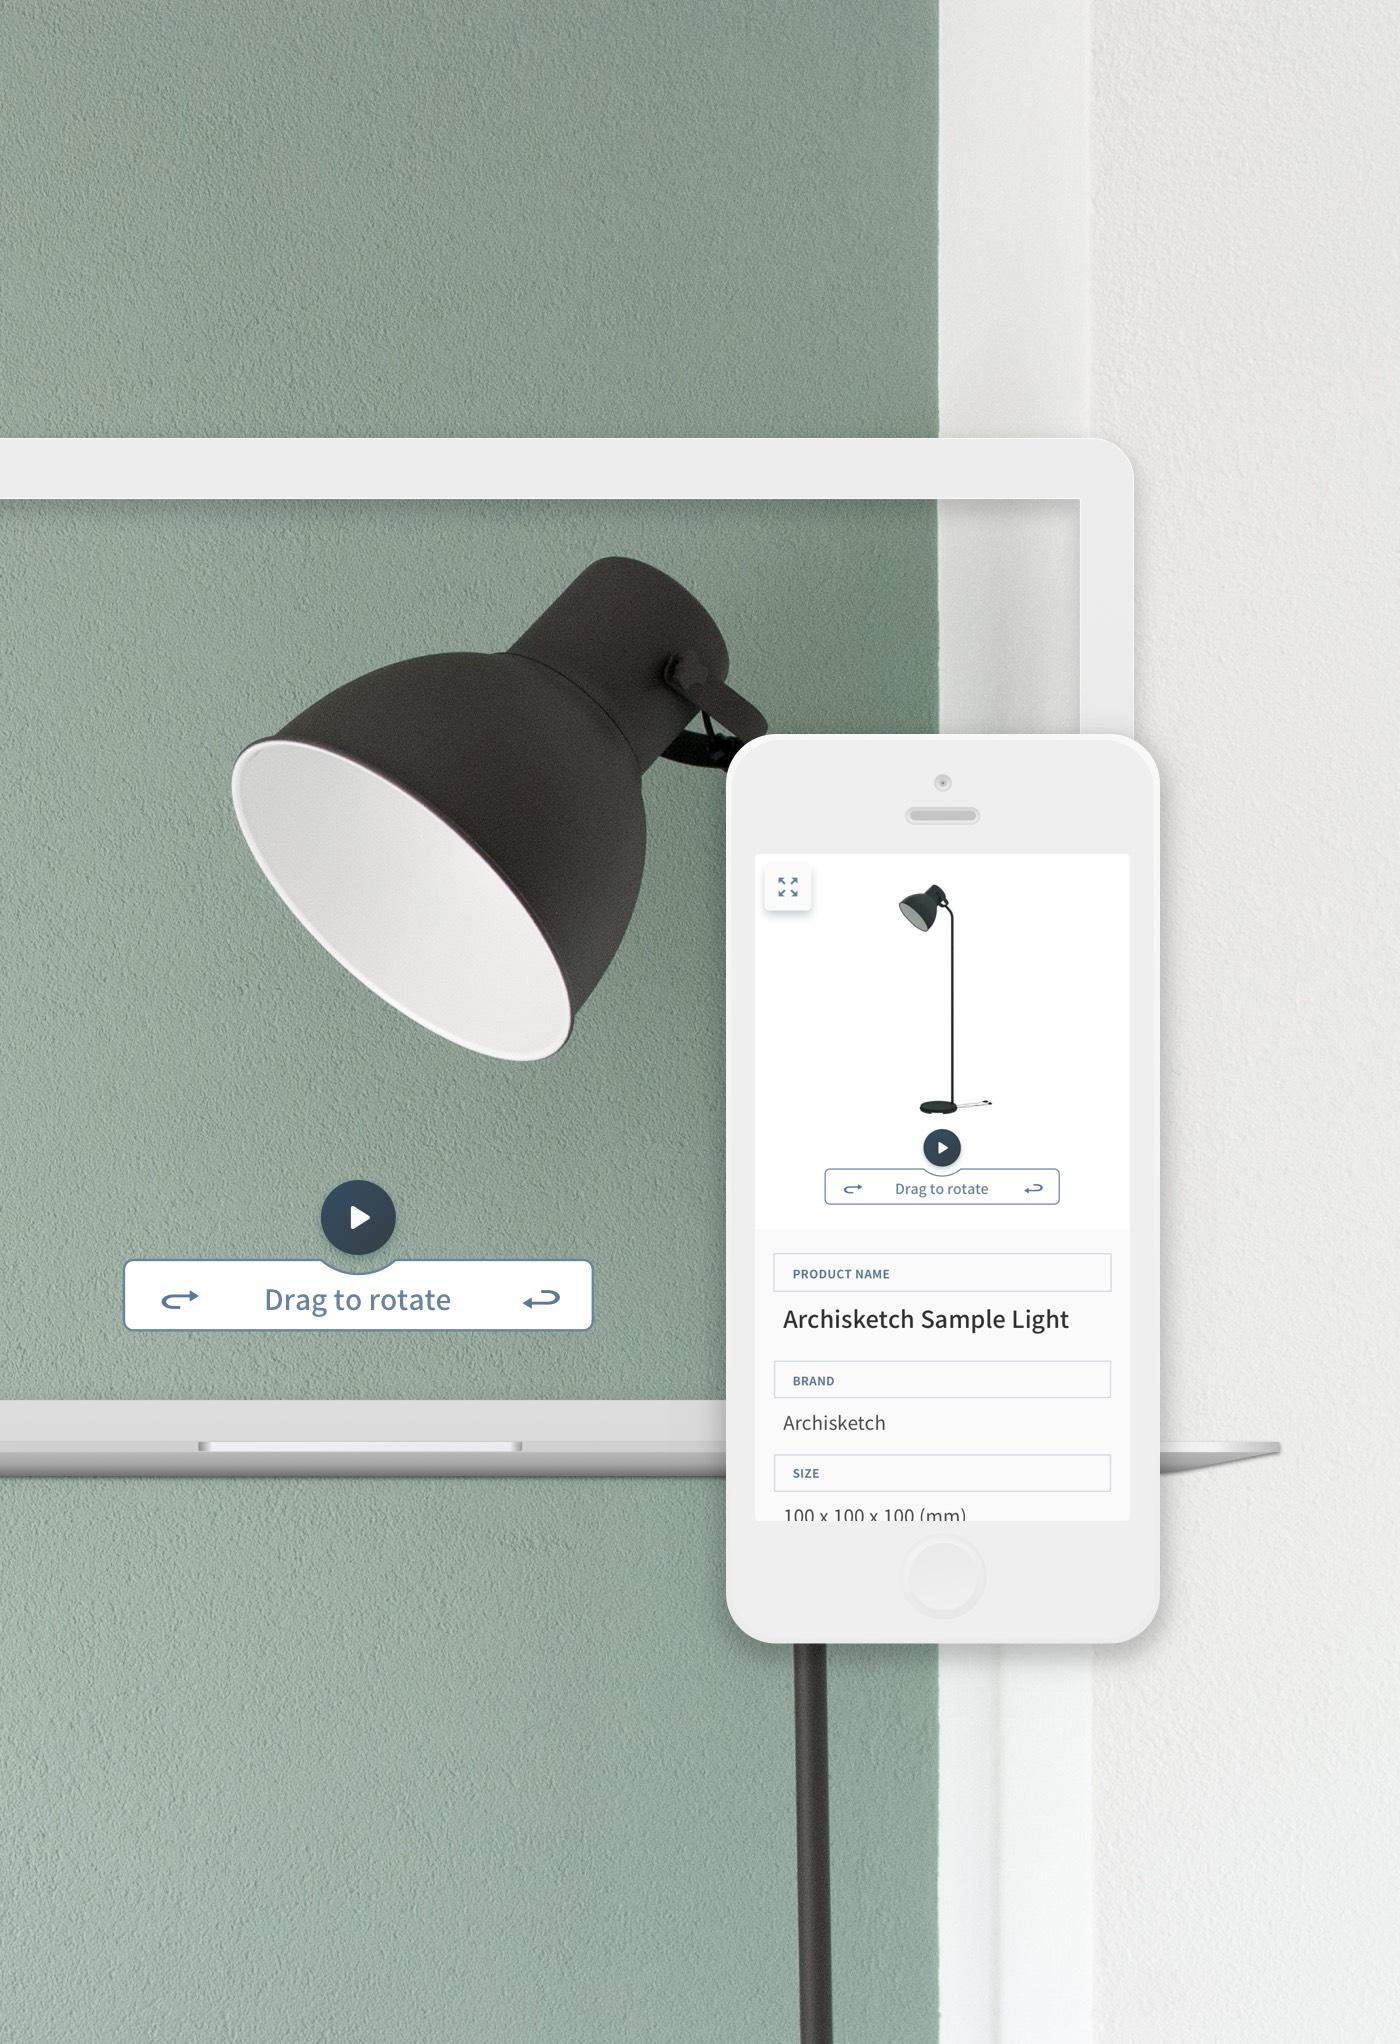 Drag to rotate
Drag to rotate
PRODUCT NAME
Archisketch Sample Light
BRAND
Archisketch
SIZE
100 x 100 x 100 (mm)